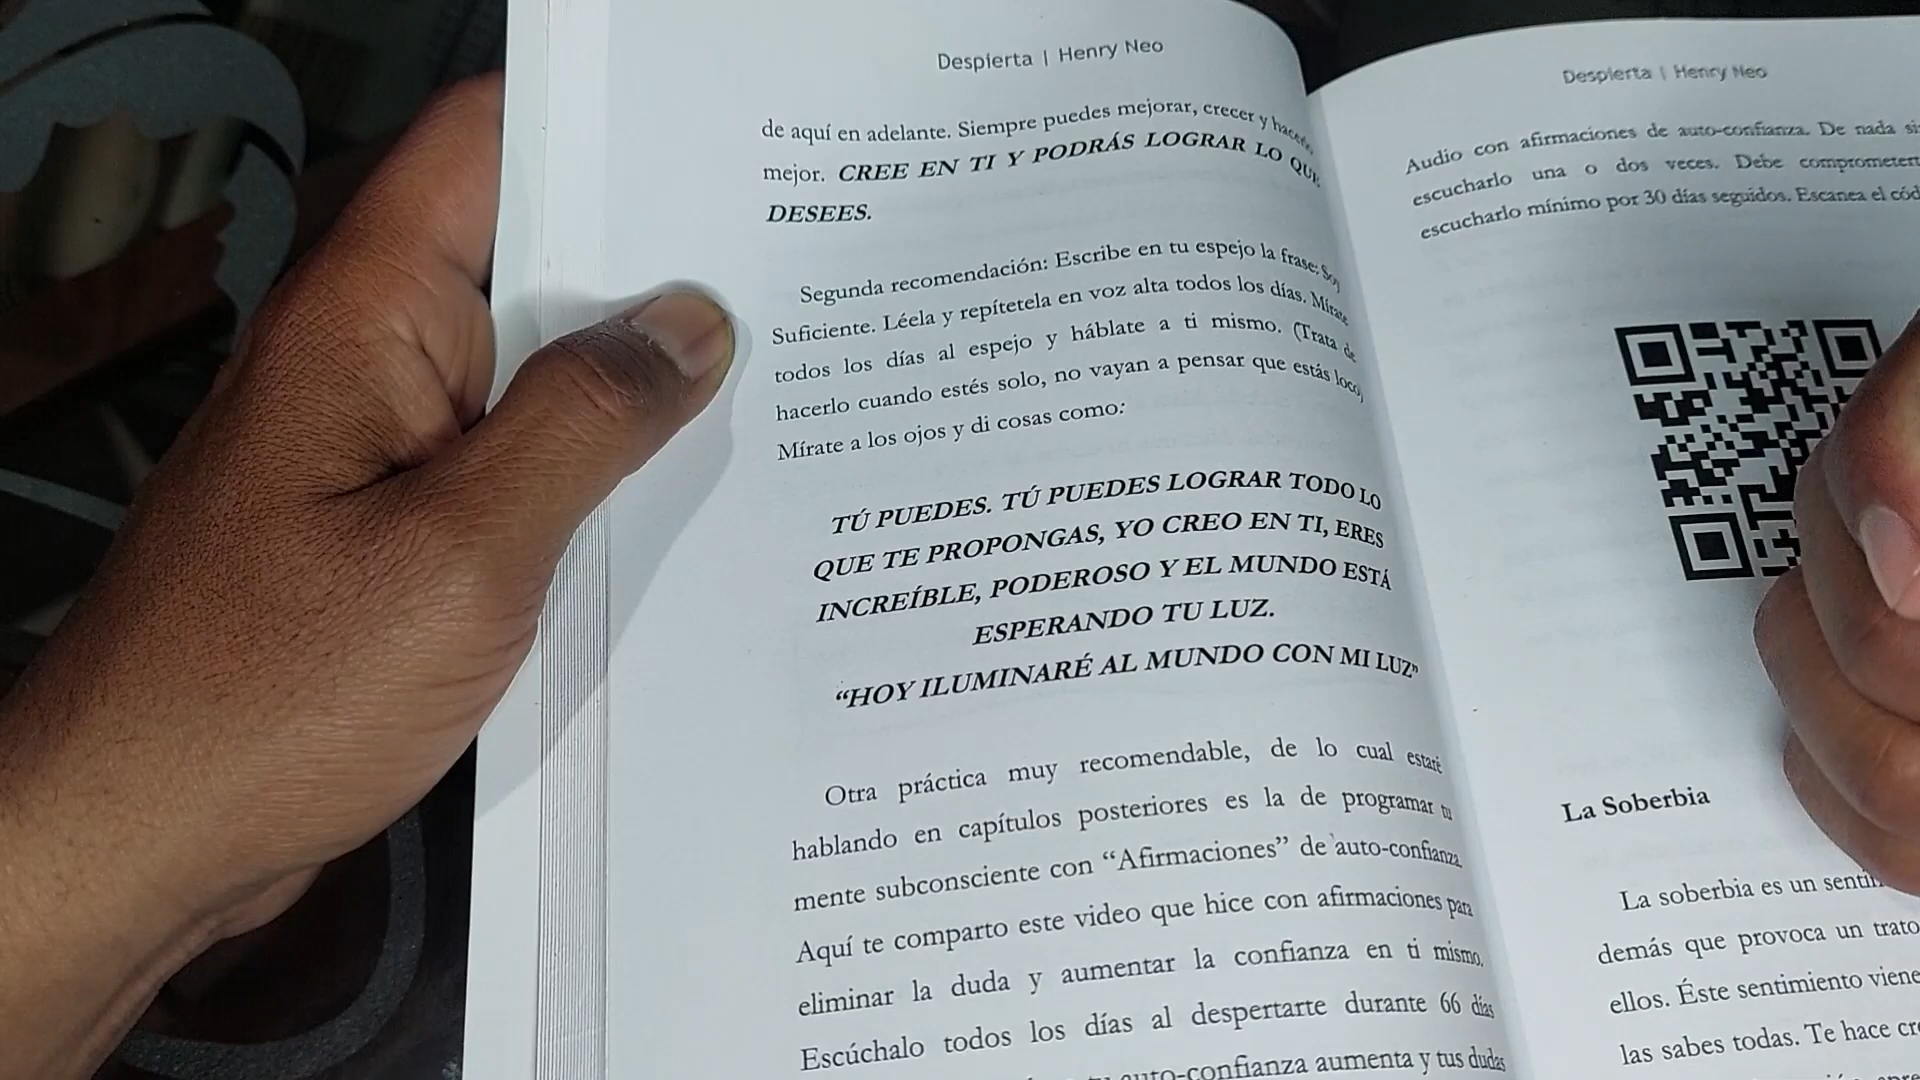 Despierta | Henry Neo
de aquí en adelante. Siempre puedes mejorar, crecer y hacerlo
mejor. CREE EN TI Y PODRÁS LOGRAR LO QUE
DESEES.
Segunda recomendación: Escribe en tu espejo la frase: Soy
Suficiente. Léela y repítetela en voz alta todos los días. Mírate
todos los días al espejo y háblate a ti mismo. (Trata de
hacerlo cuando estés solo, no vayan a pensar que estás loco)
Mírate a los ojos y di cosas como:
TÚ PUEDES. TÚ PUEDES LOGRAR TODO LO
QUE TE PROPONGAS, YO CREO EN TI, ERES
INCREÍBLE, PODEROSO Y EL MUNDO ESTÁ
ESPERANDO TU LUZ.
“HOY ILUMINARÉ AL MUNDO CON MI LUZ”
Otra práctica muy recomendable, de lo cual estaré
hablando en capítulos posteriores es la de programar tu
mente subconsciente con “Afirmaciones” de auto-confianza
Aquí te comparto este video que hice con afirmaciones para
eliminar la duda y aumentar la confianza en ti mismo.
Escúchalo todos los días al despertarte durante 66 días
auto-confianza aumenta y tus dudas
Despierta | Henry Neo
Audio con afirmaciones de auto-confianza. De nada
escucharlo una o dos veces. Debe
escucharlo mínimo por 30 días seguidos. Escanea el
La Soberbia
La soberbia es un
demás que provoca un trato
ellos. Éste sentimiento viene
las sabes todas. Te hace